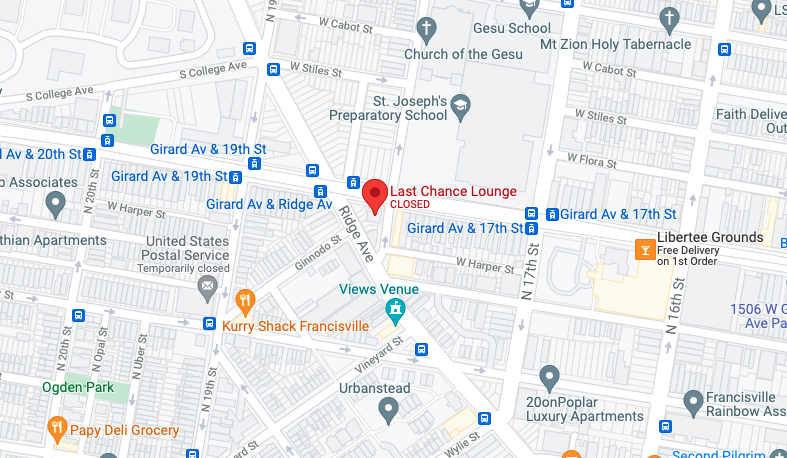 W Cabot St
Gesu School
LS
N 19
Church of the Gesu
Mt Zion Holy Tabernacle
S College Ave
W Stiles St
W Cabot St
S College Ave
St. Joseph's
Preparatory School
W Stiles St
Faith Delive
Out
Girard Av & 19th St
W Flora St
l Av & 20th St
Girard Av & 19th St
Associates
N 20th St
Last Chance Lounge
CLOSED
Girard Av & Ridge Av
W Harper St
Girard Av & 17th St
Ridge Ave
Girard Av & 17th St
thian Apartments
United States
Postal Service
Temporarily closed
Ginnodo St
Libertee Grounds
Free Delivery
on 1st Order
B
W Harper St
N 17th St
Views Venue
N 16th St
1506 W G
Ave Pa
Kurry Shack Francisville
St
N 20th St
N Opal St
N Uber St
Vineyard St
N 19th St
Ogden Park
Urbanstead
20onPoplar
Luxury Apartments
Francisville
Rainbow Ass
Papy Deli Grocery
Wylie St
rd St
Second Pilgrim